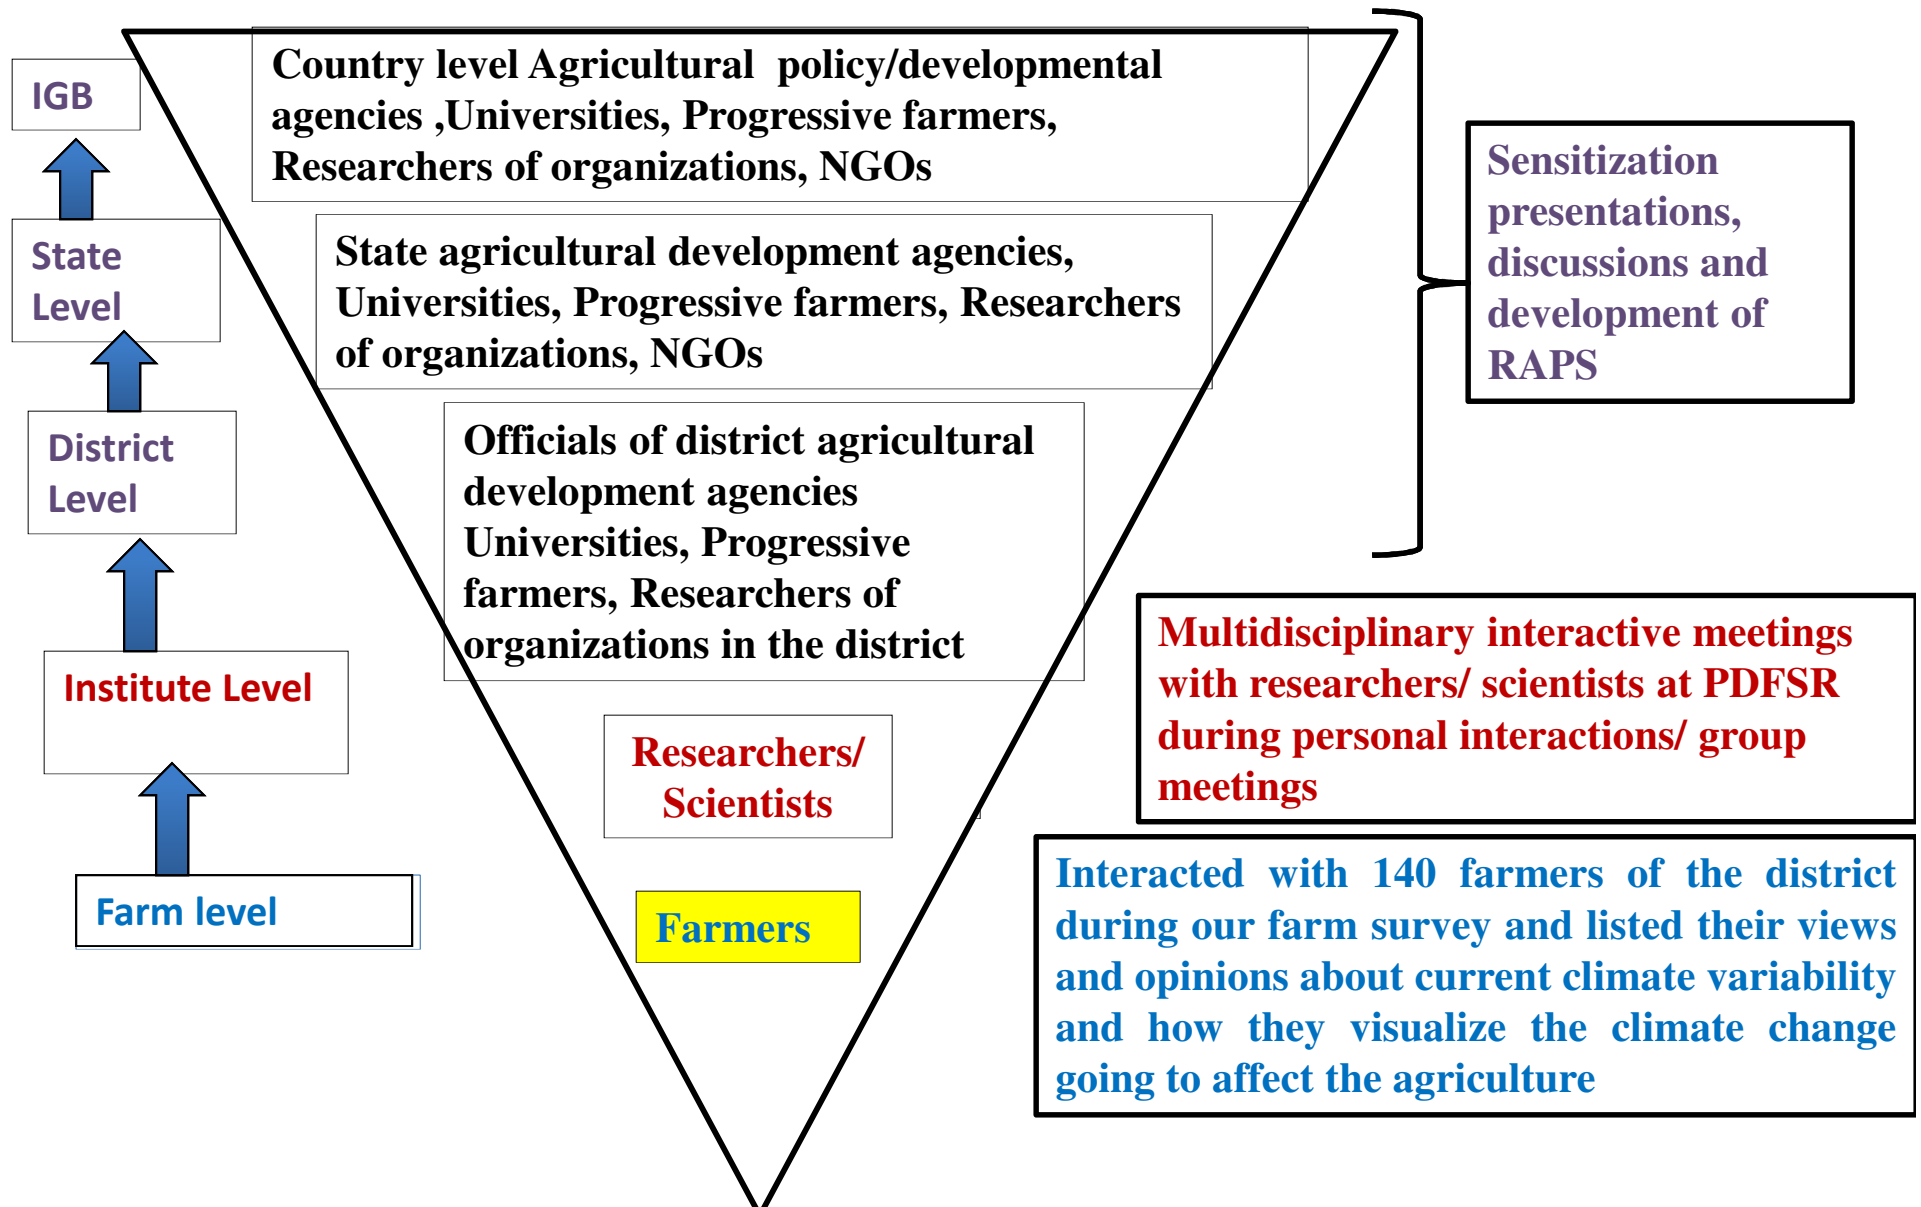 IGB
Country level Agricultural policy/developmental
agencies ,Universities, Progressive farmers,
Researchers of organizations, NGOs
State
Level
State agricultural development agencies,
Universities, Progressive farmers, Researchers
of organizations, NGOs
Sensitization
presentations,
discussions and
development of
RAPS
District
Level
Officials of district agricultural
development agencies
Universities, Progressive
farmers, Researchers of
organizations in the district
Institute Level
Researchers/
Scientists
Multidisciplinary interactive meetings
with researchers/ scientists at PDFSR
during personal interactions/ group
meetings
Farm level
Farmers
Interacted with 140 farmers of the district
during our farm survey and listed their views
and opinions about current climate variability
and how they visualize the climate change
going to affect the agriculture